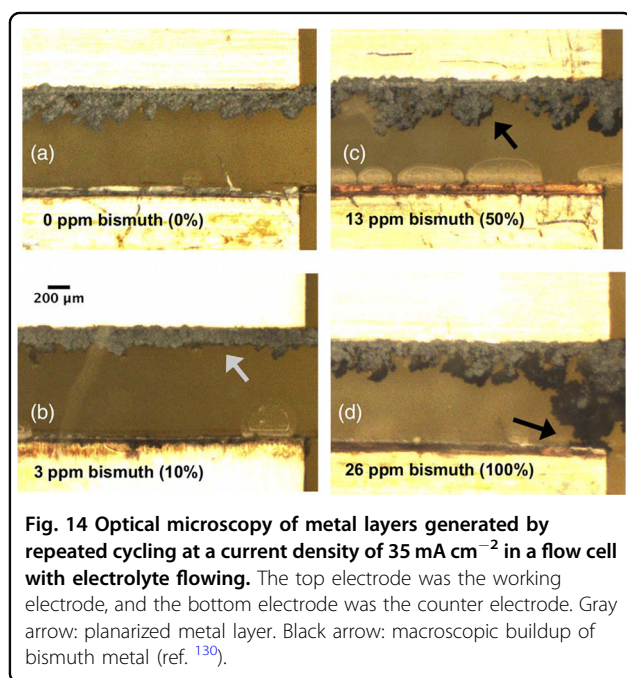 (a)
0 ppm bismuth (0%)
(c)
13 ppm bismuth (50%)
200 µm
(b)
3 ppm bismuth (10%)
(d)
26 ppm bismuth (100%)
Fig. 14 Optical microscopy of metal layers generated by
repeated cycling at a current density of 35 mA cm⁻² in a flow cell
with electrolyte flowing. The top electrode was the working
electrode, and the bottom electrode was the counter electrode. Gray
arrow: planarized metal layer. Black arrow: macroscopic buildup of
bismuth metal (ref. ¹³⁰).